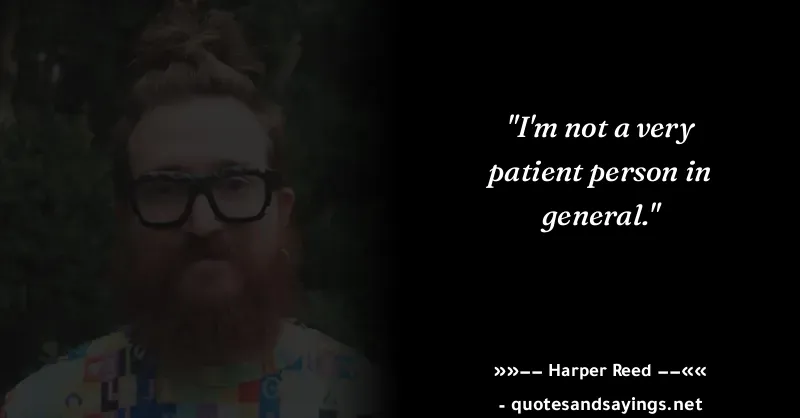 "I'm not a very
patient person in
general."
»»–– Harper Reed ––««
- quotesandsayings.net